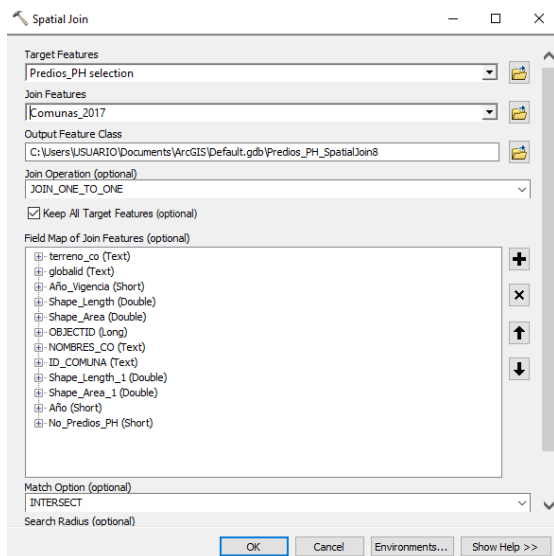 Spatial Join
Target Features
Predios_PH selection
Join Features
Comunas_2017
Output Feature Class
C:\Users\USUARIO\Documents\ArcGIS\Default.gdb\Predios_PH_SpatialJoin8
Join Operation (optional)
JOIN_ONE_TO_ONE
Keep All Target Features (optional)
Field Map of Join Features (optional)
terreno_co (Text)
globalid (Text)
Año_Vigencia (Short)
Shape_Length (Double)
Shape_Area (Double)
OBJECTID (Long)
NOMBRES_CO (Text)
ID_COMUNA (Text)
Shape_Length_1 (Double)
Shape_Area_1 (Double)
Año (Short)
No_Predios_PH (Short)
Match Option (optional)
INTERSECT
Search Radius (optional)
OK Cancel Environments... Show Help >>